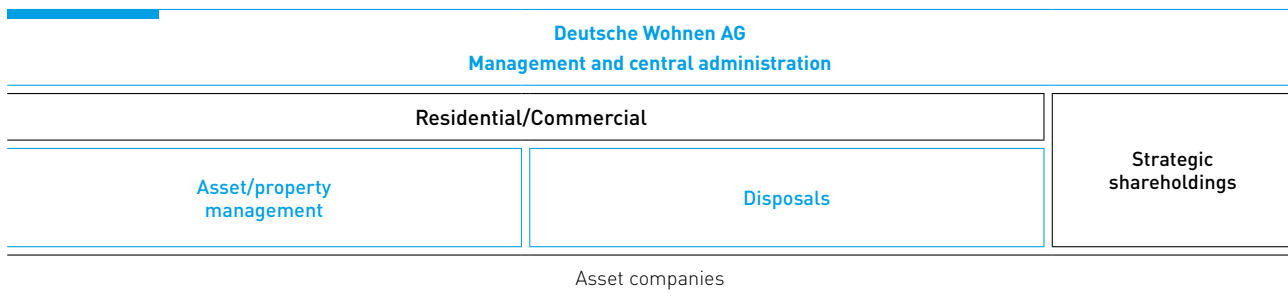 Deutsche Wohnen AG
Management and central administration
Residential/Commercial
Strategic
shareholdings
Asset/property
management
Disposals
Asset companies